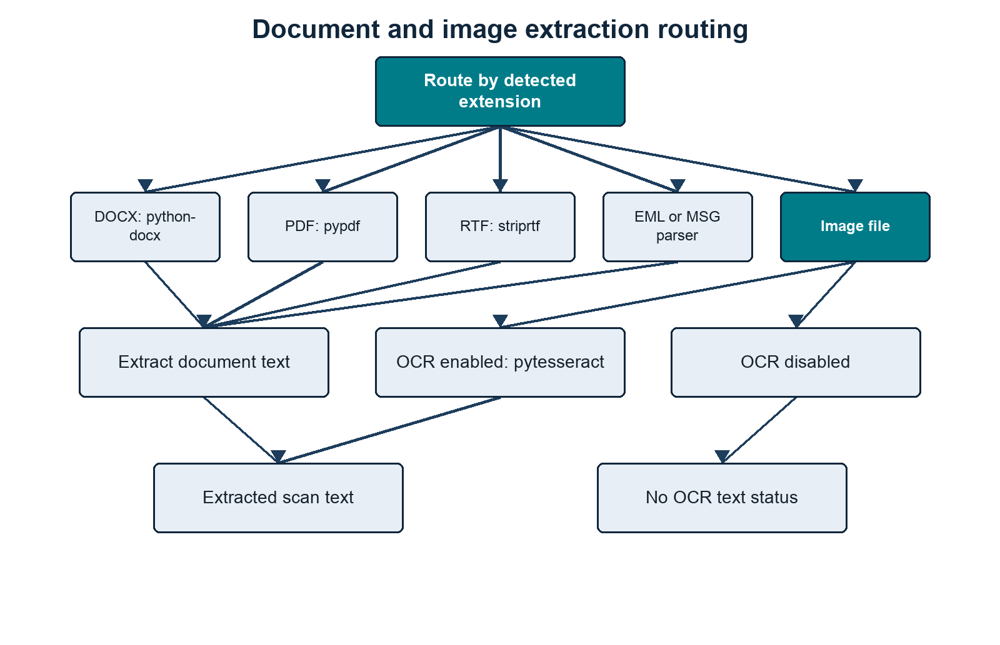 Document and image extraction routing
Route by detected
extension
DOCX: python-
docx
PDF: pypdf
RTF: striprtf
EML or MSG
parser
Image file
Extract document text
OCR enabled: pytesseract
OCR disabled
Extracted scan text
No OCR text status